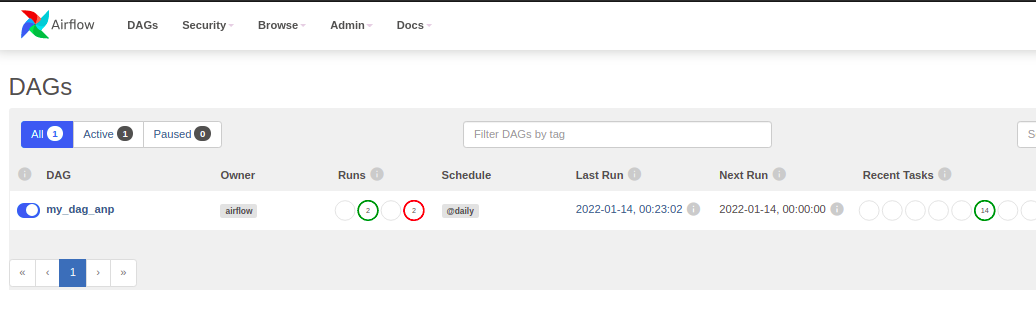 Airflow DAGs Security Browse Admin Docs
DAGs
All 1 Active 1 Paused 0 Filter DAGs by tag
DAG Owner Runs Schedule Last Run Next Run Recent Tasks
my_dag_anp airflow 2 2 @daily 2022-01-14, 00:23:02 2022-01-14, 00:00:00 14
« ‹ 1 › »